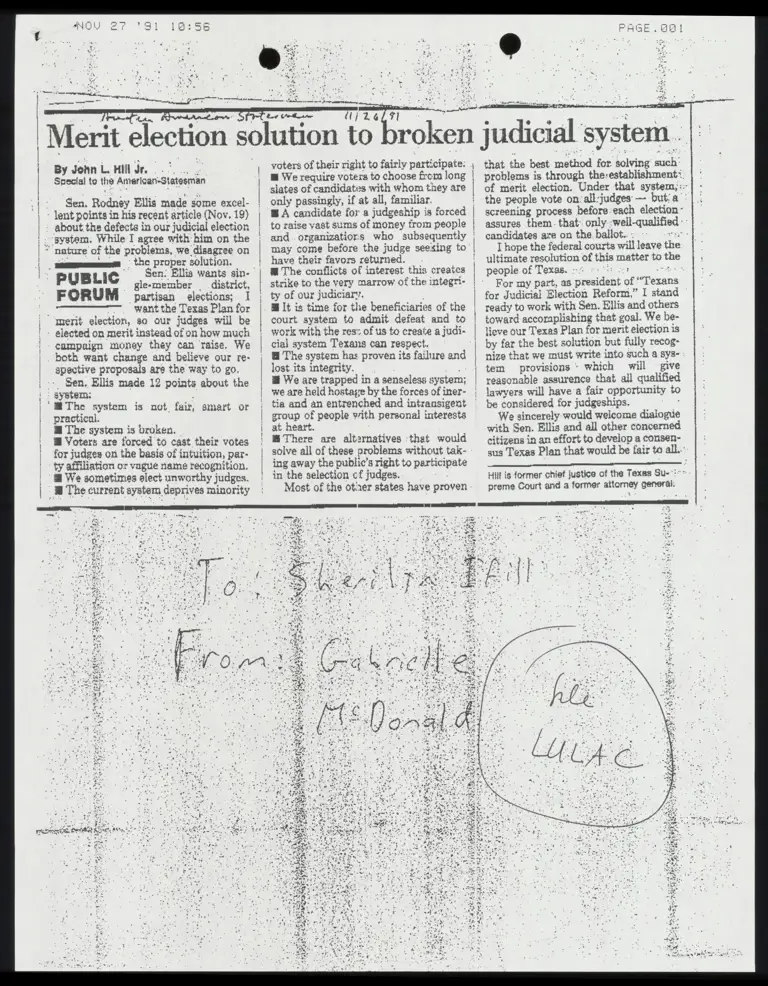 NOV 27 '91 10:56
PAGE.001
Austin American Statesman 11/26/91
Merit election solution to broken judicial system
By John L. Hill Jr.
Special to the American-Statesman
Sen. Rodney Ellis made some excel-
lent points in his recent article (Nov. 19)
about the defects in our judicial election
system. While I agree with him on the
nature of the problems, we disagree on
the proper solution.
PUBLIC
FORUM
Sen. Ellis wants sin-
gle-member district,
partisan elections; I
want the Texas Plan for
merit election, so our judges will be
elected on merit instead of on how much
campaign money they can raise. We
both want change and believe our re-
spective proposals are the way to go.
Sen. Ellis made 12 points about the
system:
■ The system is not fair, smart or
practical.
■ The system is broken.
■ Voters are forced to cast their votes
for judges on the basis of intuition, par-
ty affiliation or vague name recognition.
■ We sometimes elect unworthy judges.
■ The current system deprives minority
voters of their right to fairly participate.
■ We require voters to choose from long
slates of candidates with whom they are
only passingly, if at all, familiar.
■ A candidate for a judgeship is forced
to raise vast sums of money from people
and organizations who subsequently
may come before the judge seeking to
have their favors returned.
■ The conflicts of interest this creates
strike to the very marrow of the integri-
ty of our judiciary.
■ It is time for the beneficiaries of the
court system to admit defeat and to
work with the rest of us to create a judi-
cial system Texans can respect.
■ The system has proven its failure and
lost its integrity.
■ We are trapped in a senseless system;
we are held hostage by the forces of iner-
tia and an entrenched and intransigent
group of people with personal interests
at heart.
■ There are alternatives that would
solve all of these problems without tak-
ing away the public's right to participate
in the selection of judges.
Most of the other states have proven
that the best method for solving such
problems is through the establishment
of merit election. Under that system,
the people vote on all judges — but a
screening process before each election
assures them that only well-qualified
candidates are on the ballot.
I hope the federal courts will leave the
ultimate resolution of this matter to the
people of Texas.
For my part, as president of "Texans
for Judicial Election Reform," I stand
ready to work with Sen. Ellis and others
toward accomplishing that goal. We be-
lieve our Texas Plan for merit election is
by far the best solution but fully recog-
nize that we must write into such a sys-
tem provisions which will give
reasonable assurance that all qualified
lawyers will have a fair opportunity to
be considered for judgeships.
We sincerely would welcome dialogue
with Sen. Ellis and all other concerned
citizens in an effort to develop a consen-
sus Texas Plan that would be fair to all.
Hill is former chief justice of the Texas Su-
preme Court and a former attorney general.
To: Sherilyn Ifill
From: Gabrielle
McDonald
file
LULAC